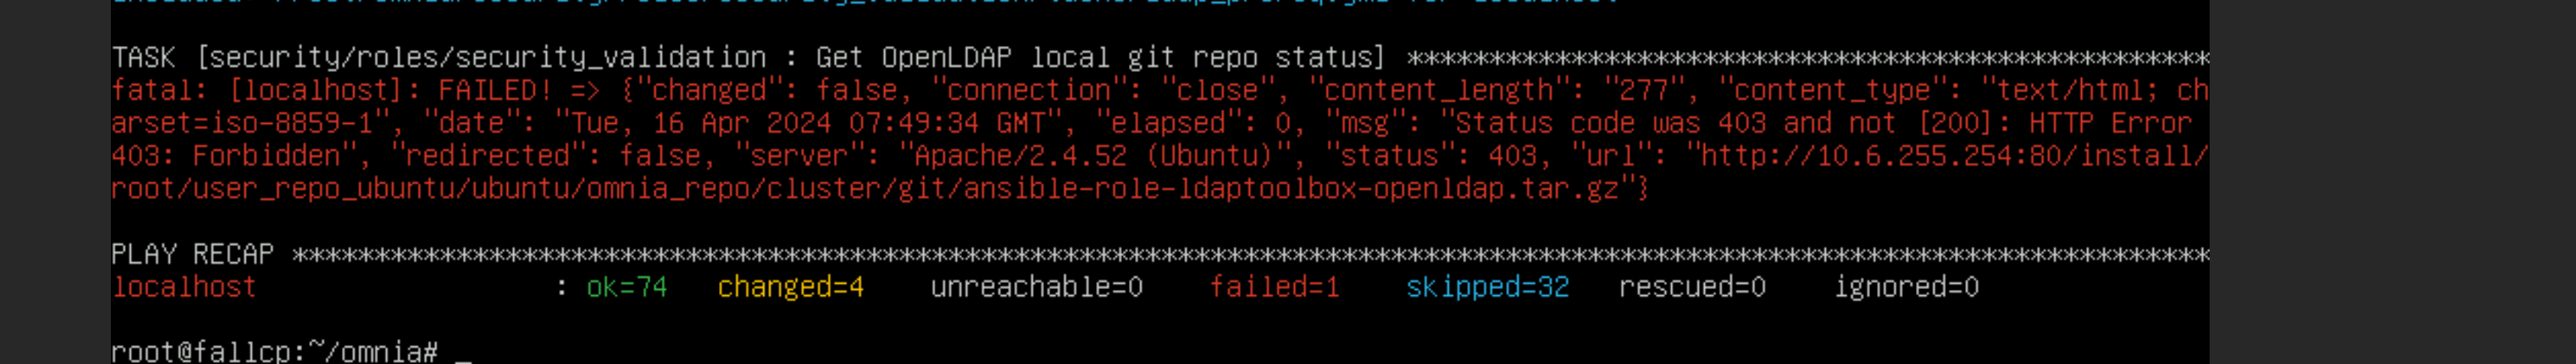 TASK [security/roles/security_validation : Get OpenLDAP local git repo status] *************************************************
fatal: [localhost]: FAILED! => {"changed": false, "connection": "close", "content_length": "277", "content_type": "text/html; ch
arset=iso-8859-1", "date": "Tue, 16 Apr 2024 07:49:34 GMT", "elapsed": 0, "msg": "Status code was 403 and not [200]: HTTP Error
403: Forbidden", "redirected": false, "server": "Apache/2.4.52 (Ubuntu)", "status": 403, "url": "http://10.6.255.254:80/install/
root/user_repo_ubuntu/ubuntu/omnia_repo/cluster/git/ansible-role-ldaptoolbox-openldap.tar.gz"}
PLAY RECAP *********************************************************************************************************************
localhost : ok=74 changed=4 unreachable=0 failed=1 skipped=32 rescued=0 ignored=0
root@fallcp:~/omnia# _